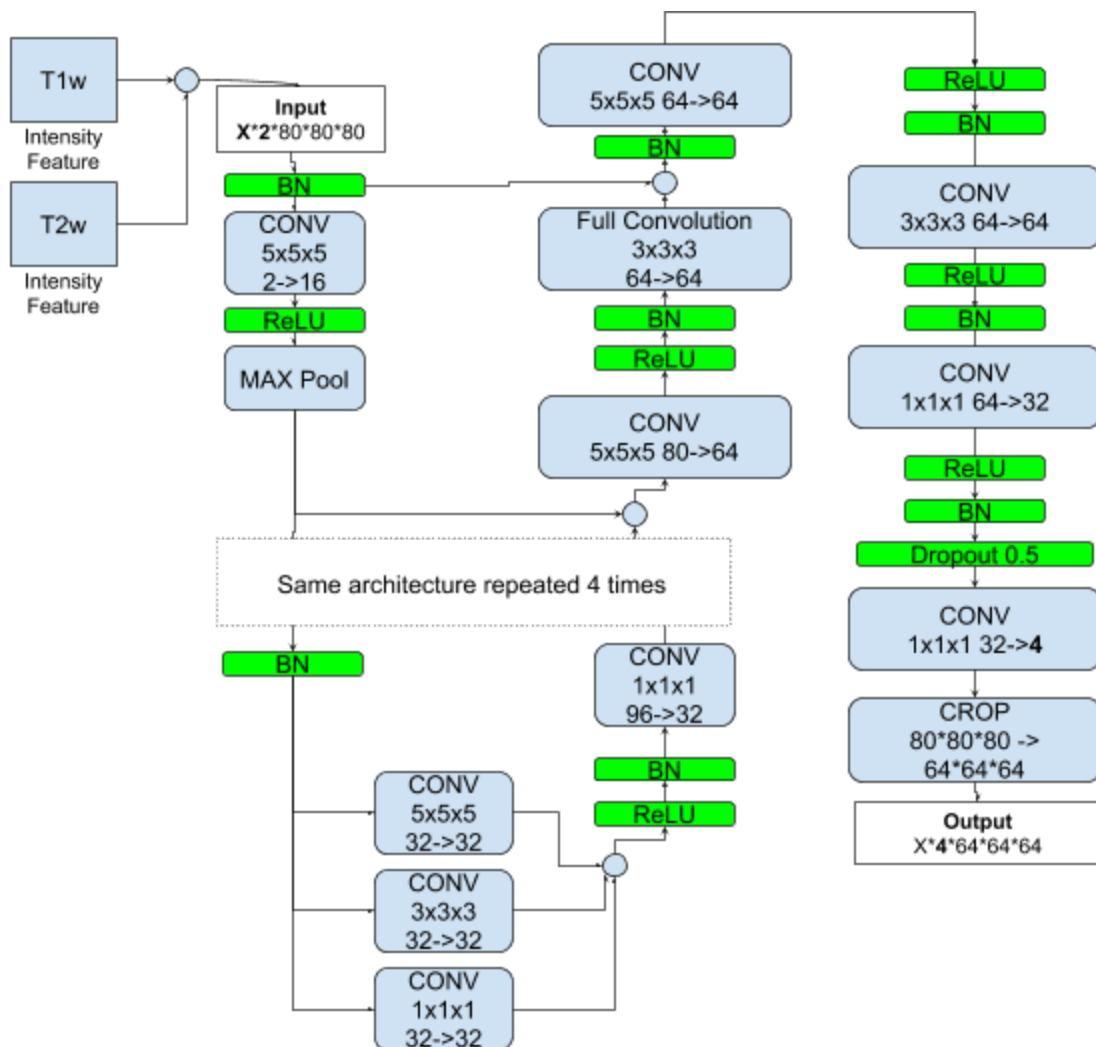 T1w
Intensity
Feature
T2w
Intensity
Feature
Input
X*2*80*80*80
BN
CONV
5x5x5
2->16
ReLU
MAX Pool
Same architecture repeated 4 times
BN
CONV
5x5x5
32->32
CONV
3x3x3
32->32
CONV
1x1x1
32->32
ReLU
BN
CONV
1x1x1
96->32
CONV
5x5x5 80->64
ReLU
BN
Full Convolution
3x3x3
64->64
BN
CONV
5x5x5 64->64
ReLU
BN
CONV
3x3x3 64->64
ReLU
BN
CONV
1x1x1 64->32
ReLU
BN
Dropout 0.5
CONV
1x1x1 32->4
CROP
80*80*80 ->
64*64*64
Output
X*4*64*64*64